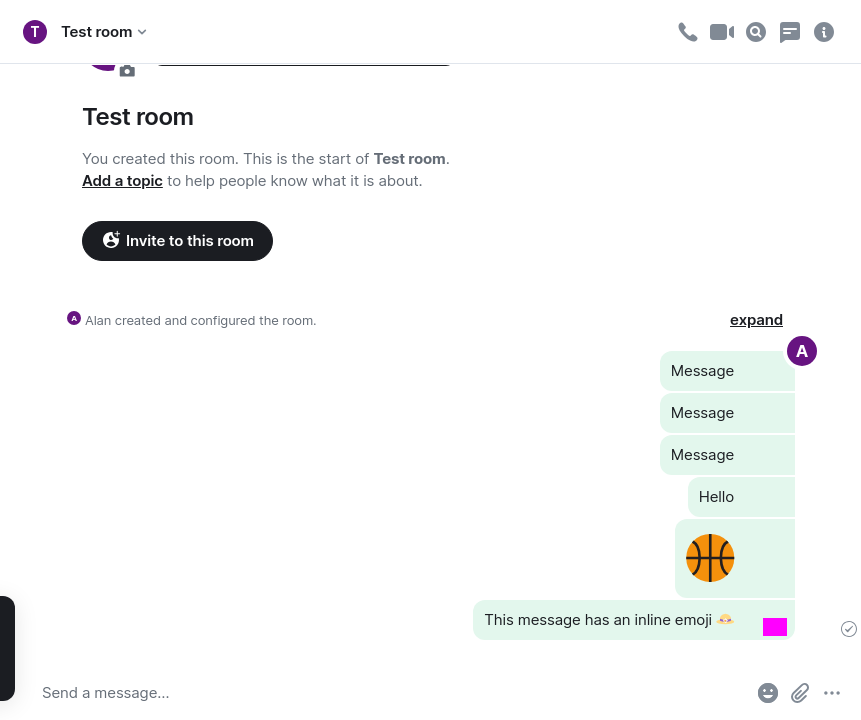 T Test room
Test room
You created this room. This is the start of Test room.
Add a topic to help people know what it is about.
Invite to this room
A Alan created and configured the room. expand
A
Message
Message
Message
Hello
This message has an inline emoji 👒
Send a message…